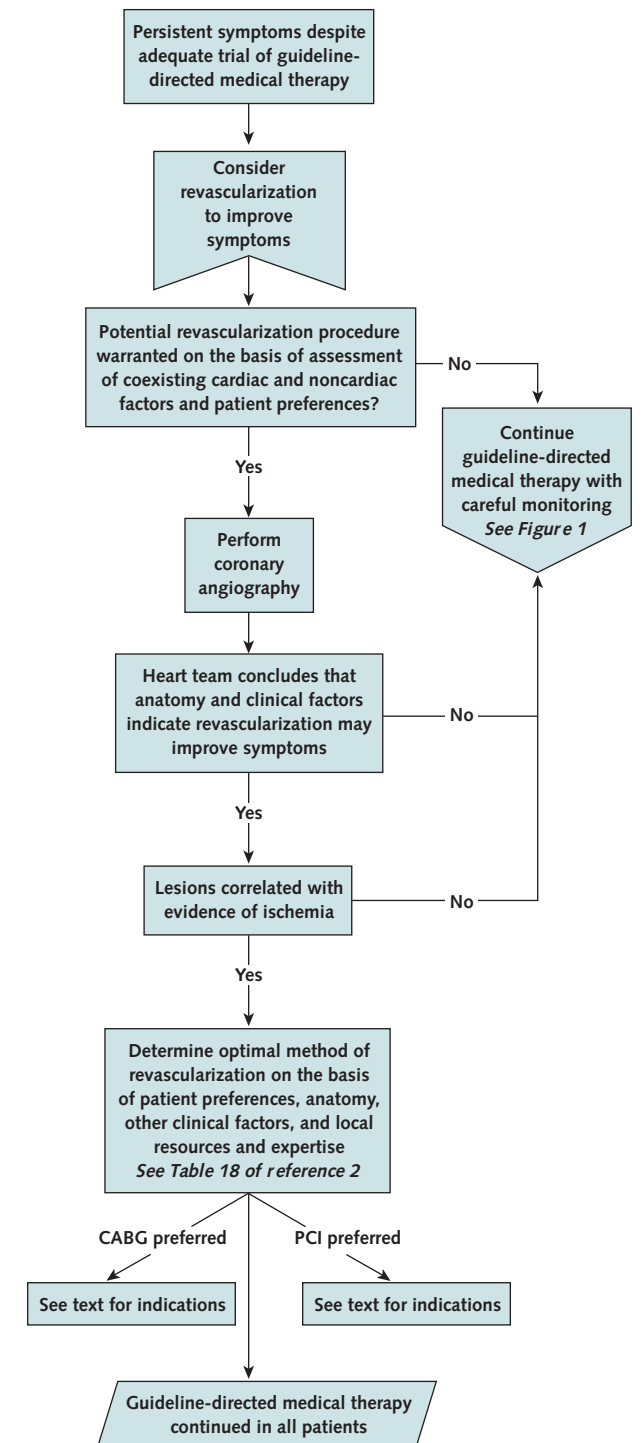 Persistent symptoms despite
adequate trial of guideline-
directed medical therapy
Consider
revascularization
to improve
symptoms
Potential revascularization procedure
warranted on the basis of assessment
of coexisting cardiac and noncardiac
factors and patient preferences?
No
Continue
guideline-directed
medical therapy with
careful monitoring
See Figure 1
Yes
Perform
coronary
angiography
Heart team concludes that
anatomy and clinical factors
indicate revascularization may
improve symptoms
No
Yes
Lesions correlated with
evidence of ischemia
No
Yes
Determine optimal method of
revascularization on the basis
of patient preferences, anatomy,
other clinical factors, and local
resources and expertise
See Table 18 of reference 2
CABG preferred
PCI preferred
See text for indications
See text for indications
Guideline-directed medical therapy
continued in all patients